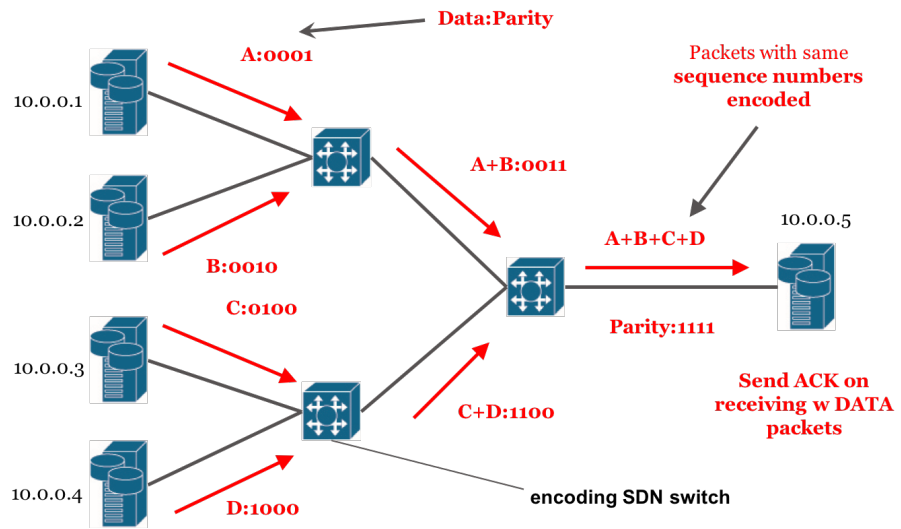 Data:Parity
A:0001
Packets with same
sequence numbers
encoded
10.0.0.1
A+B:0011
10.0.0.2
10.0.0.5
A+B+C+D
B:0010
C:0100
Parity:1111
10.0.0.3
Send ACK on
receiving w DATA
packets
C+D:1100
10.0.0.4
D:1000
encoding SDN switch